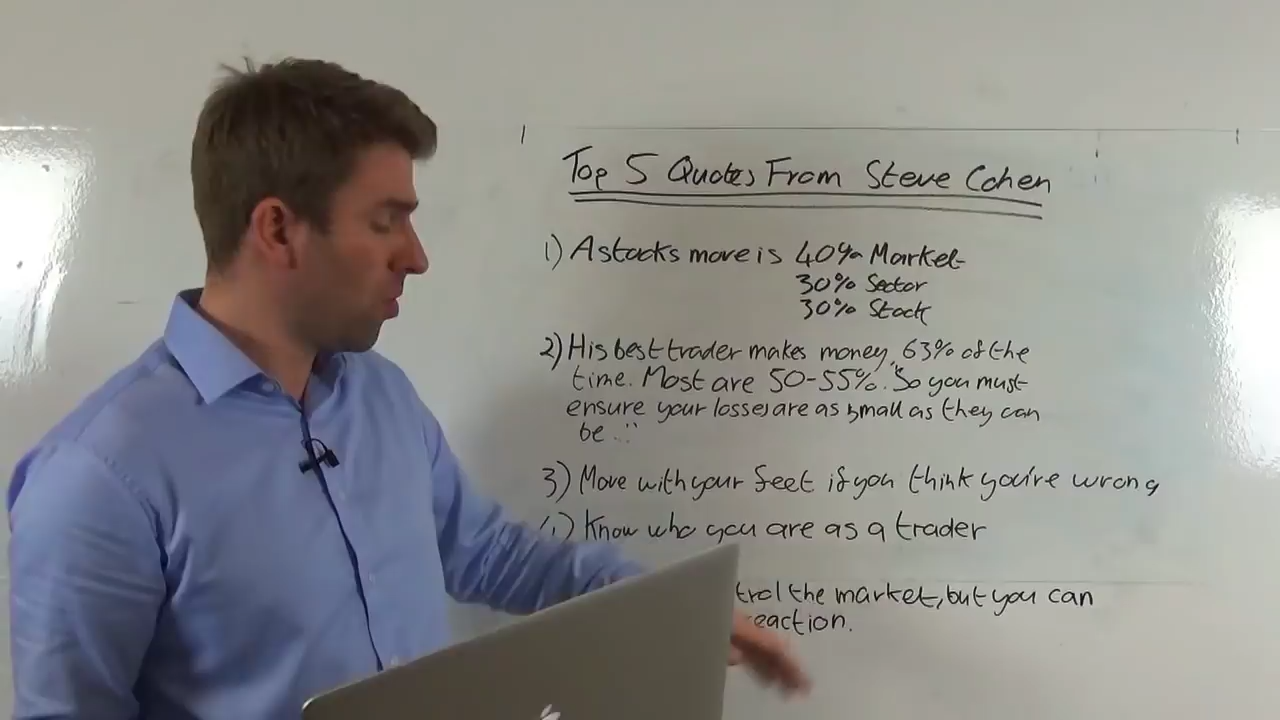 Top 5 Quotes From Steve Cohen
1) A stocks move is 40% Market
30% Sector
30% Stock
2) His best trader makes money 63% of the
time. Most are 50-55%. "So you must
ensure your losses are as small as they can
be..."
3) Move with your feet if you think you're wrong
4) Know who you are as a trader
trol the market, but you can
reaction.